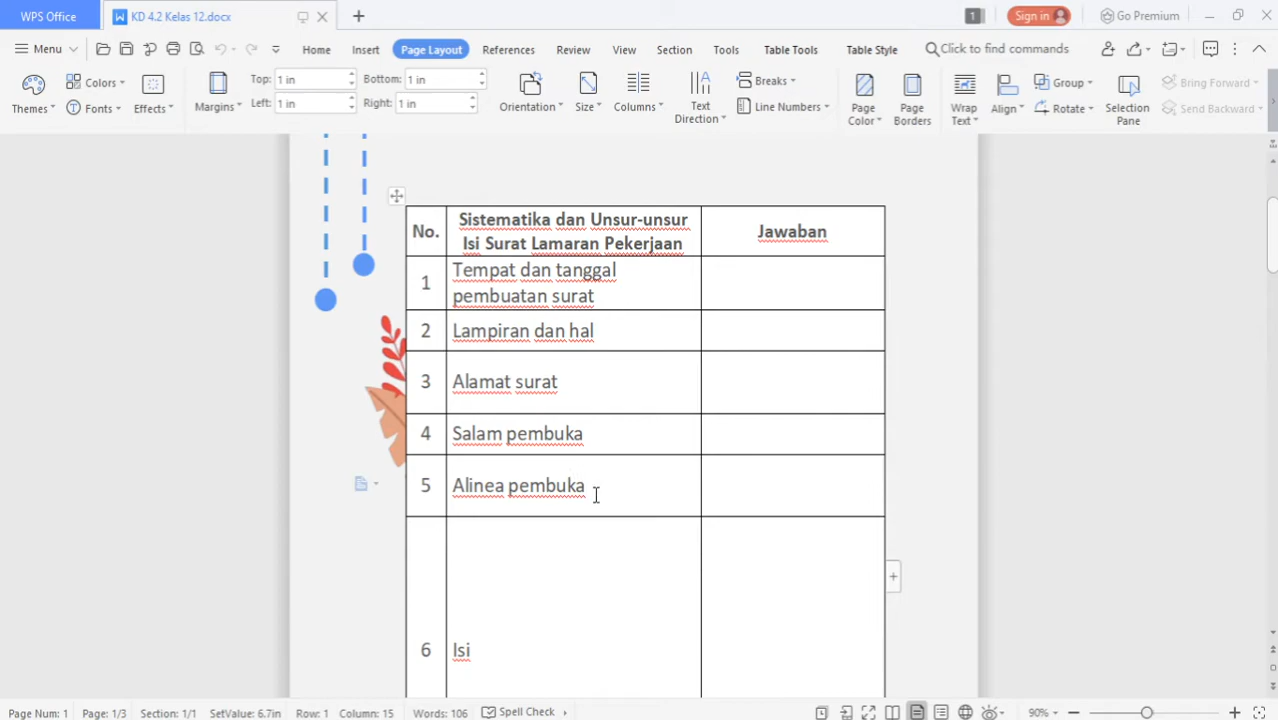 WPS Office
KD 4.2 Kelas 12.docx
1
Sign in
Go Premium
Menu
Home
Insert
Page Layout
References
Review
View
Section
Tools
Table Tools
Table Style
Click to find commands
Themes
Colors
Fonts
Effects
Margins
Top: 1 in
Bottom: 1 in
Left: 1 in
Right: 1 in
Orientation
Size
Columns
Text
Direction
Breaks
Line Numbers
Page
Color
Page
Borders
Wrap
Text
Align
Group
Rotate
Selection
Pane
Bring Forward
Send Backward
No.
Sistematika dan Unsur-unsur
Isi Surat Lamaran Pekerjaan
Jawaban
1
Tempat dan tanggal
pembuatan surat
2
Lampiran dan hal
3
Alamat surat
4
Salam pembuka
5
Alinea pembuka
6
Isi
Page Num: 1
Page: 1/3
Section: 1/1
SetValue: 6.7in
Row: 1
Column: 15
Words: 106
Spell Check
90%